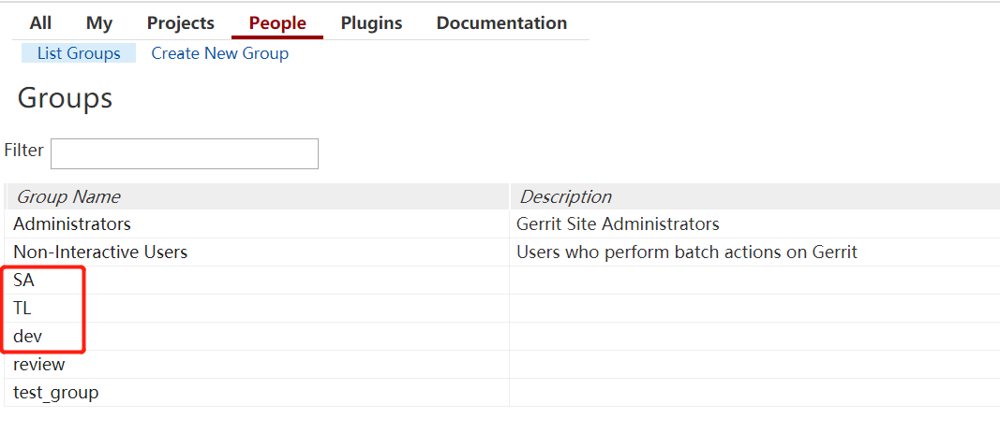 All My Projects People Plugins Documentation
List Groups Create New Group
Groups
Filter
Group Name Description
Administrators Gerrit Site Administrators
Non-Interactive Users Users who perform batch actions on Gerrit
SA
TL
dev
review
test_group